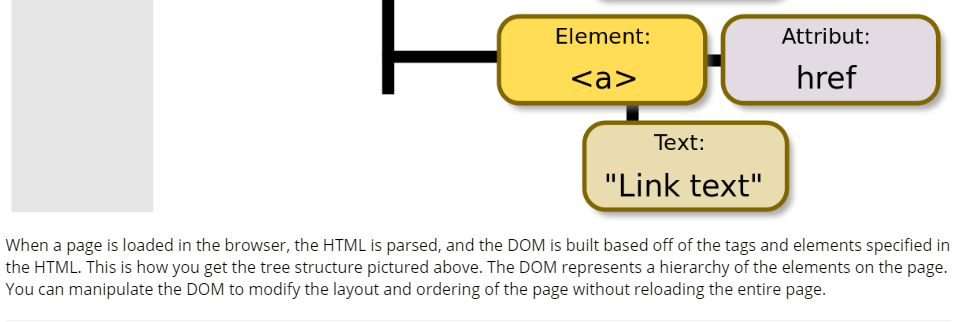 Element:
<a>
Attribut:
href
Text:
"Link text"
When a page is loaded in the browser, the HTML is parsed, and the DOM is built based off of the tags and elements specified in
the HTML. This is how you get the tree structure pictured above. The DOM represents a hierarchy of the elements on the page.
You can manipulate the DOM to modify the layout and ordering of the page without reloading the entire page.